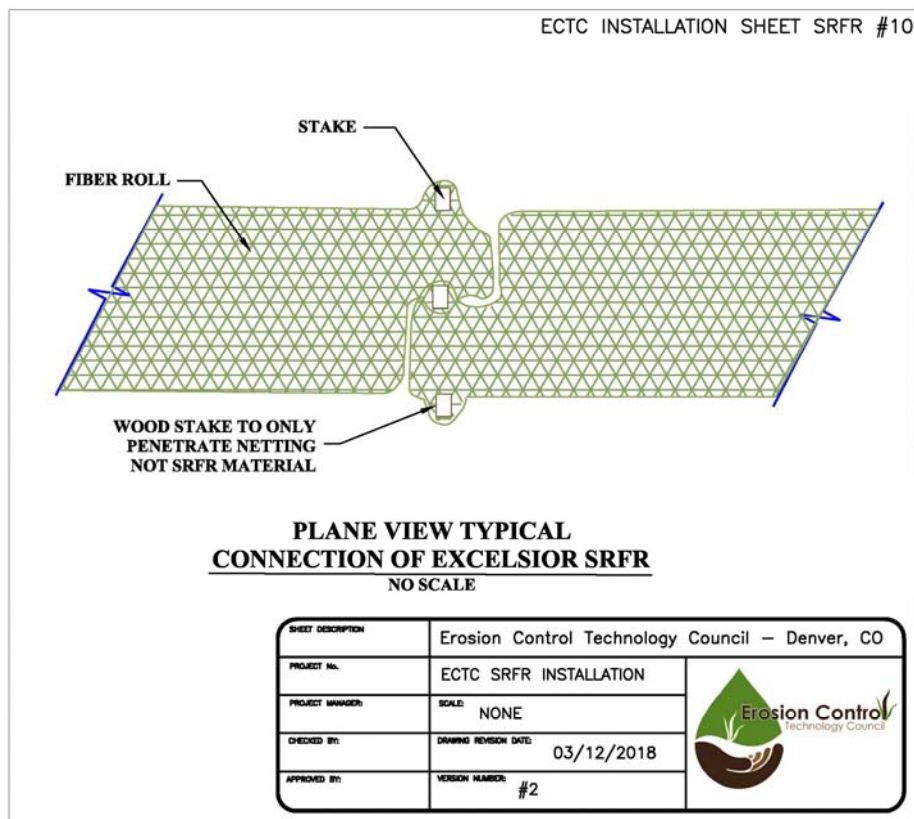 ECTC INSTALLATION SHEET SRFR #10
STAKE
FIBER ROLL
WOOD STAKE TO ONLY
PENETRATE NETTING
NOT SRFR MATERIAL
PLANE VIEW TYPICAL
CONNECTION OF EXCELSIOR SRFR
NO SCALE
SHEET DESCRIPTION
Erosion Control Technology Council – Denver, CO
PROJECT No.
ECTC SRFR INSTALLATION
PROJECT MANAGER:
SCALE:
NONE
CHECKED BY:
DRAWING REVISION DATE:
03/12/2018
APPROVED BY:
VERSION NUMBER:
#2
Erosion Control
Technology Council